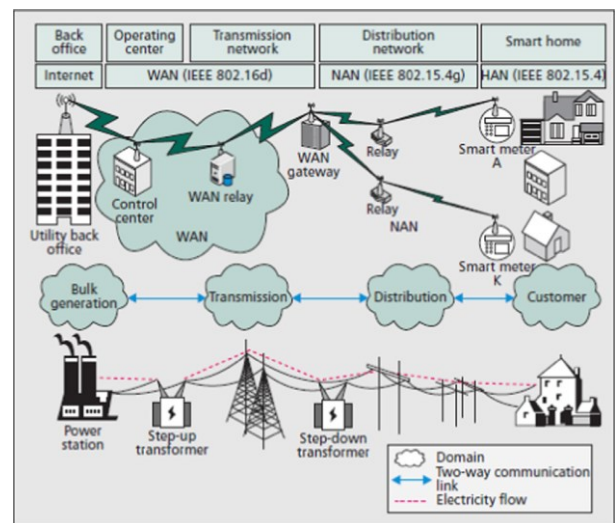 Back office
Operating center
Transmission network
Distribution network
Smart home
Internet
WAN (IEEE 802.16d)
NAN (IEEE 802.15.4g)
HAN (IEEE 802.15.4)
Utility back office
Control center
WAN relay
WAN
WAN gateway
Relay
Relay
NAN
Smart meter A
Smart meter K
Bulk generation
Transmission
Distribution
Customer
Power station
Step-up transformer
Step-down transformer
Domain
Two-way communication link
Electricity flow